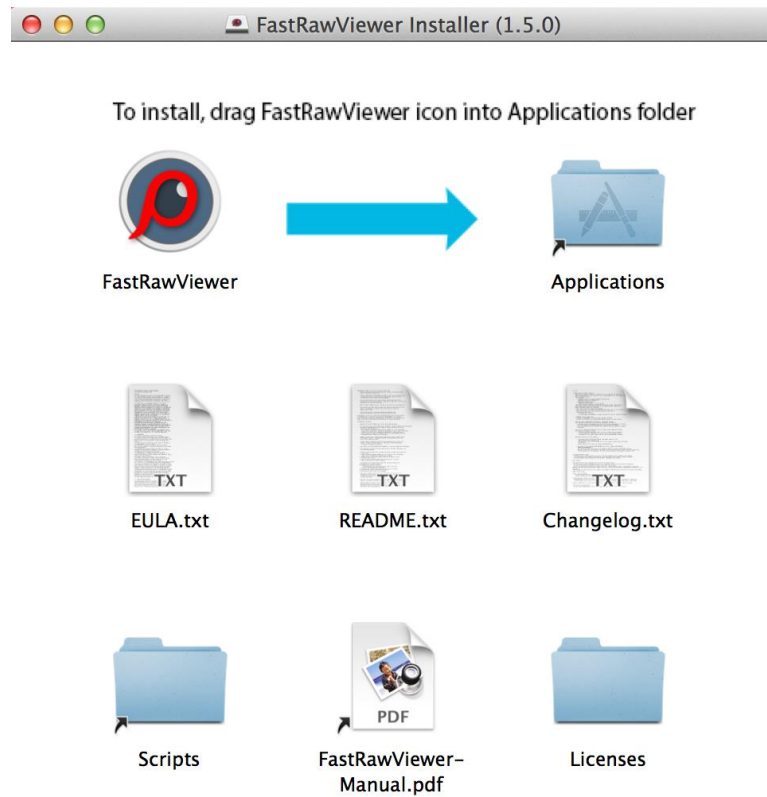 FastRawViewer Installer (1.5.0)
To install, drag FastRawViewer icon into Applications folder
FastRawViewer
Applications
TXT
TXT
TXT
EULA.txt
README.txt
Changelog.txt
PDF
Scripts
FastRawViewer-
Manual.pdf
Licenses